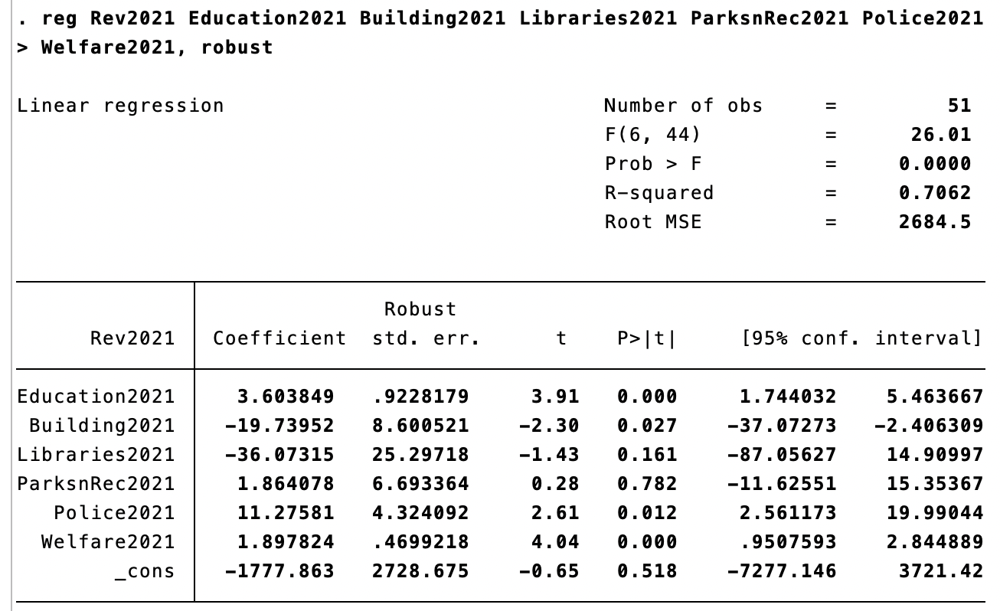 . reg Rev2021 Education2021 Building2021 Libraries2021 ParksnRec2021 Police2021
> Welfare2021, robust
Linear regression Number of obs = 51
F(6, 44) = 26.01
Prob > F = 0.0000
R-squared = 0.7062
Root MSE = 2684.5
Robust
Rev2021 Coefficient std. err. t P>|t| [95% conf. interval]
Education2021 3.603849 .9228179 3.91 0.000 1.744032 5.463667
Building2021 -19.73952 8.600521 -2.30 0.027 -37.07273 -2.406309
Libraries2021 -36.07315 25.29718 -1.43 0.161 -87.05627 14.90997
ParksnRec2021 1.864078 6.693364 0.28 0.782 -11.62551 15.35367
Police2021 11.27581 4.324092 2.61 0.012 2.561173 19.99044
Welfare2021 1.897824 .4699218 4.04 0.000 .9507593 2.844889
_cons -1777.863 2728.675 -0.65 0.518 -7277.146 3721.42